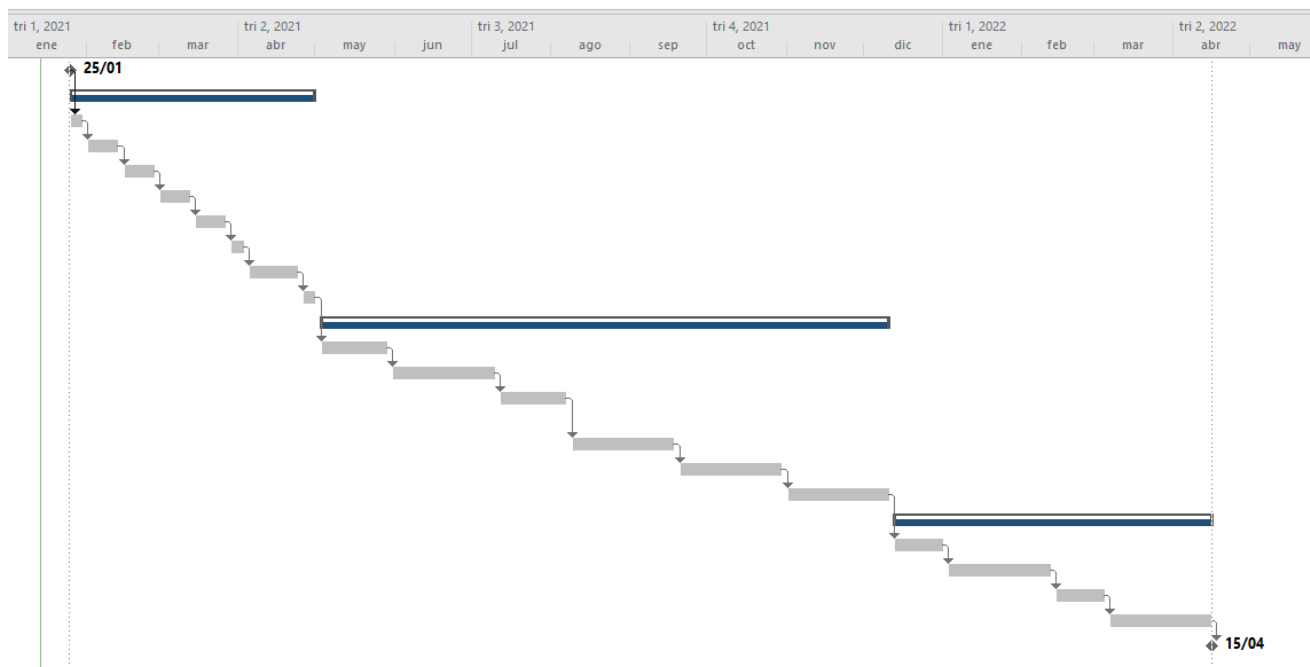 tri 1, 2021 tri 2, 2021 tri 3, 2021 tri 4, 2021 tri 1, 2022 tri 2, 2022
ene feb mar abr may jun jul ago sep oct nov dic ene feb mar abr may
25/01
15/04